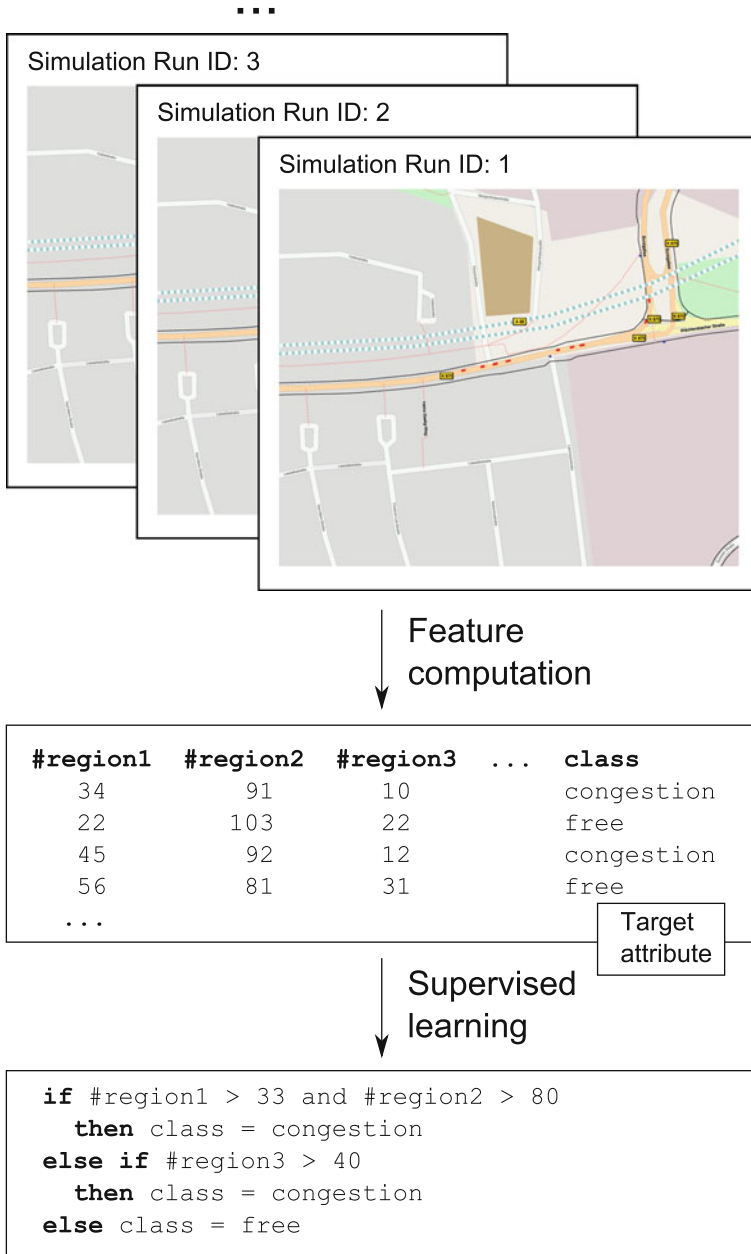 ...
Simulation Run ID: 3
Simulation Run ID: 2
Simulation Run ID: 1
Feature
computation
#region1 #region2 #region3 ... class
34 91 10 congestion
22 103 22 free
45 92 12 congestion
56 81 31 free
...
Target
attribute
Supervised
learning
if #region1 > 33 and #region2 > 80
then class = congestion
else if #region3 > 40
then class = congestion
else class = free